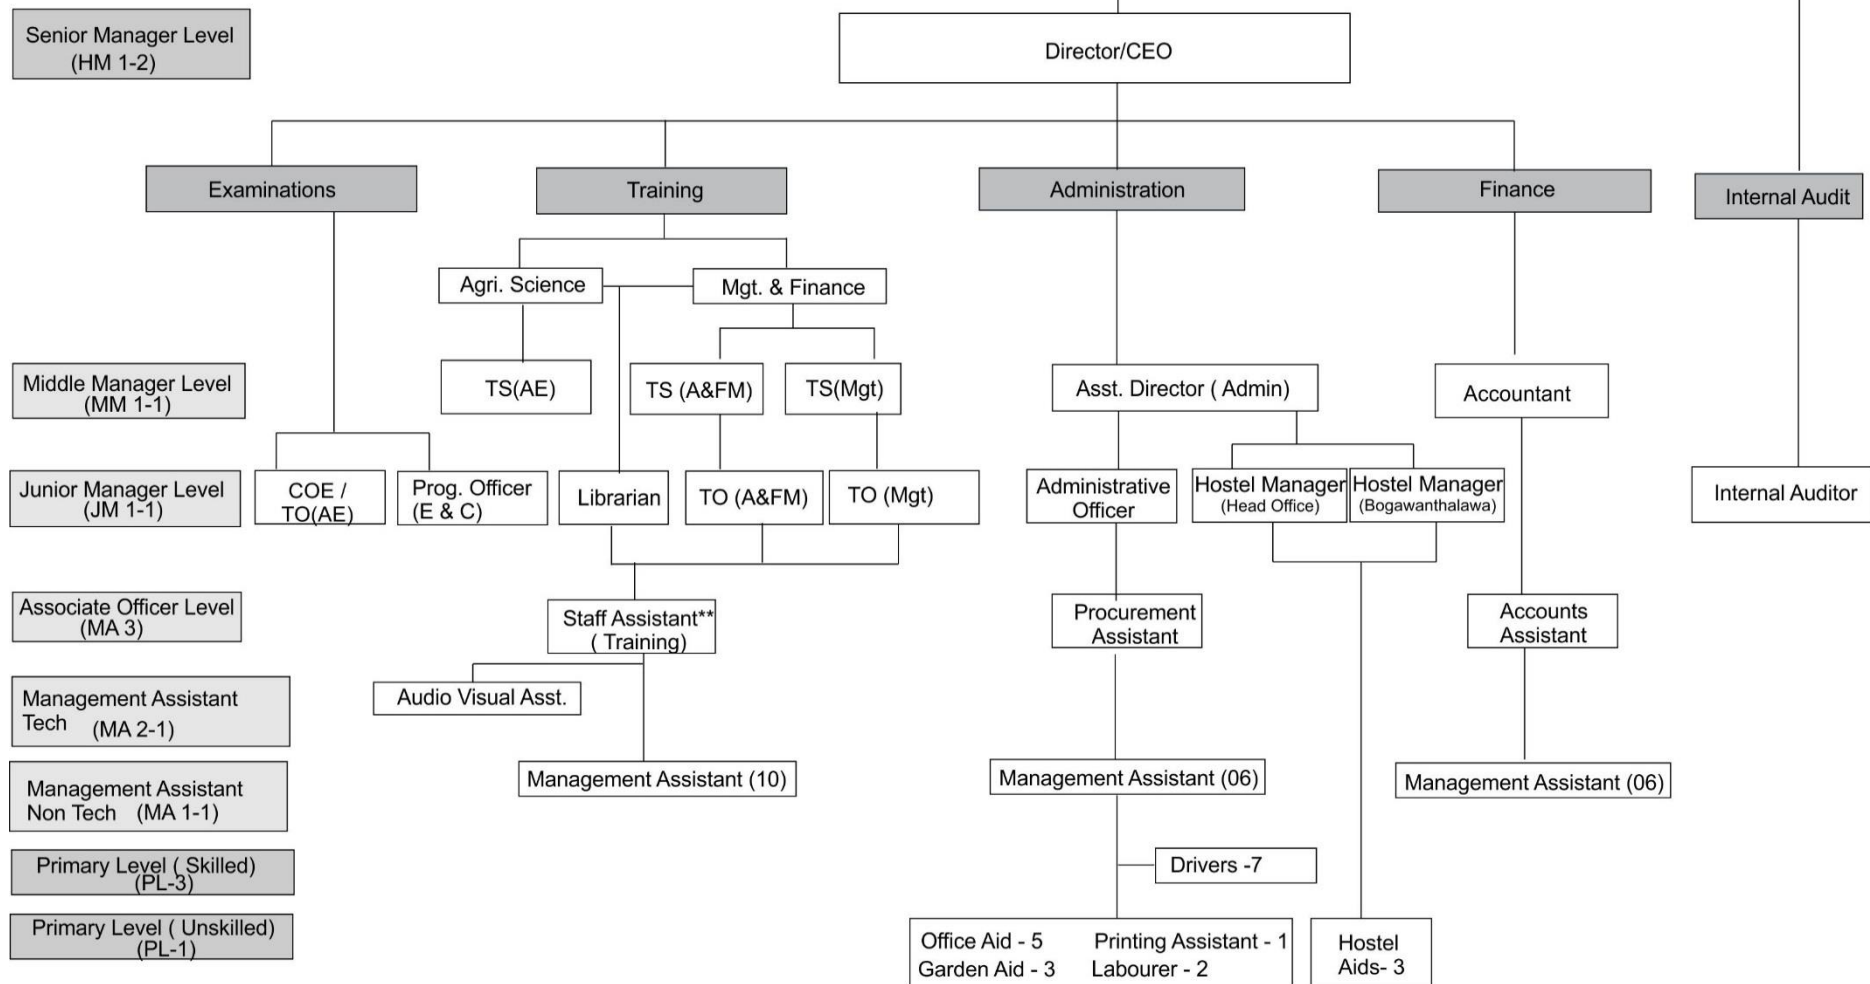 Senior Manager Level
(HM 1-2)
Director/CEO
Examinations
Training
Administration
Finance
Internal Audit
Agri. Science
Mgt. & Finance
Middle Manager Level
(MM 1-1)
TS(AE)
TS (A&FM)
TS(Mgt)
Asst. Director ( Admin)
Accountant
Junior Manager Level
(JM 1-1)
COE /
TO(AE)
Prog. Officer
(E & C)
Librarian
TO (A&FM)
TO (Mgt)
Administrative
Officer
Hostel Manager
(Head Office)
Hostel Manager
(Bogawanthalawa)
Internal Auditor
Associate Officer Level
(MA 3)
Staff Assistant**
( Training)
Procurement
Assistant
Accounts
Assistant
Management Assistant
Tech (MA 2-1)
Audio Visual Asst.
Management Assistant
Non Tech (MA 1-1)
Management Assistant (10)
Management Assistant (06)
Management Assistant (06)
Primary Level ( Skilled)
(PL-3)
Drivers -7
Primary Level ( Unskilled)
(PL-1)
Office Aid - 5 Printing Assistant - 1
Garden Aid - 3 Labourer - 2
Hostel
Aids- 3